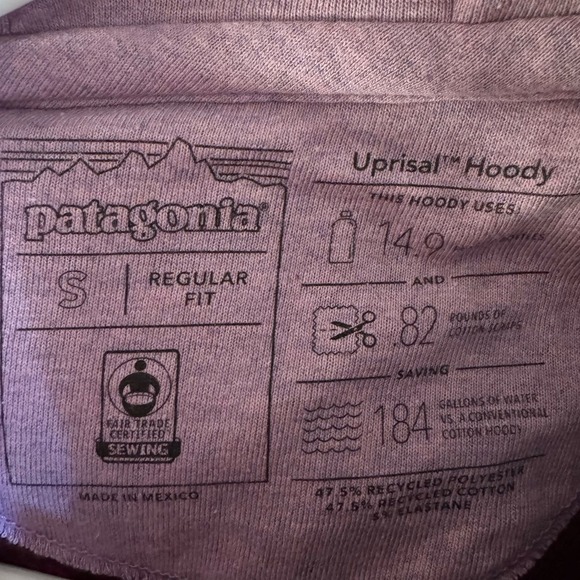 patagonia®
S
REGULAR
FIT
FAIR TRADE
CERTIFIED
SEWING
MADE IN MEXICO
Uprisal™ Hoody
THIS HOODY USES:
14.9
AND
.82 POUNDS OF
COTTON SCRAPS
SAVING
184 GALLONS OF WATER
VS. A CONVENTIONAL
COTTON HOODY
47.5% RECYCLED POLYESTER
47.5% RECYCLED COTTON
5% ELASTANE